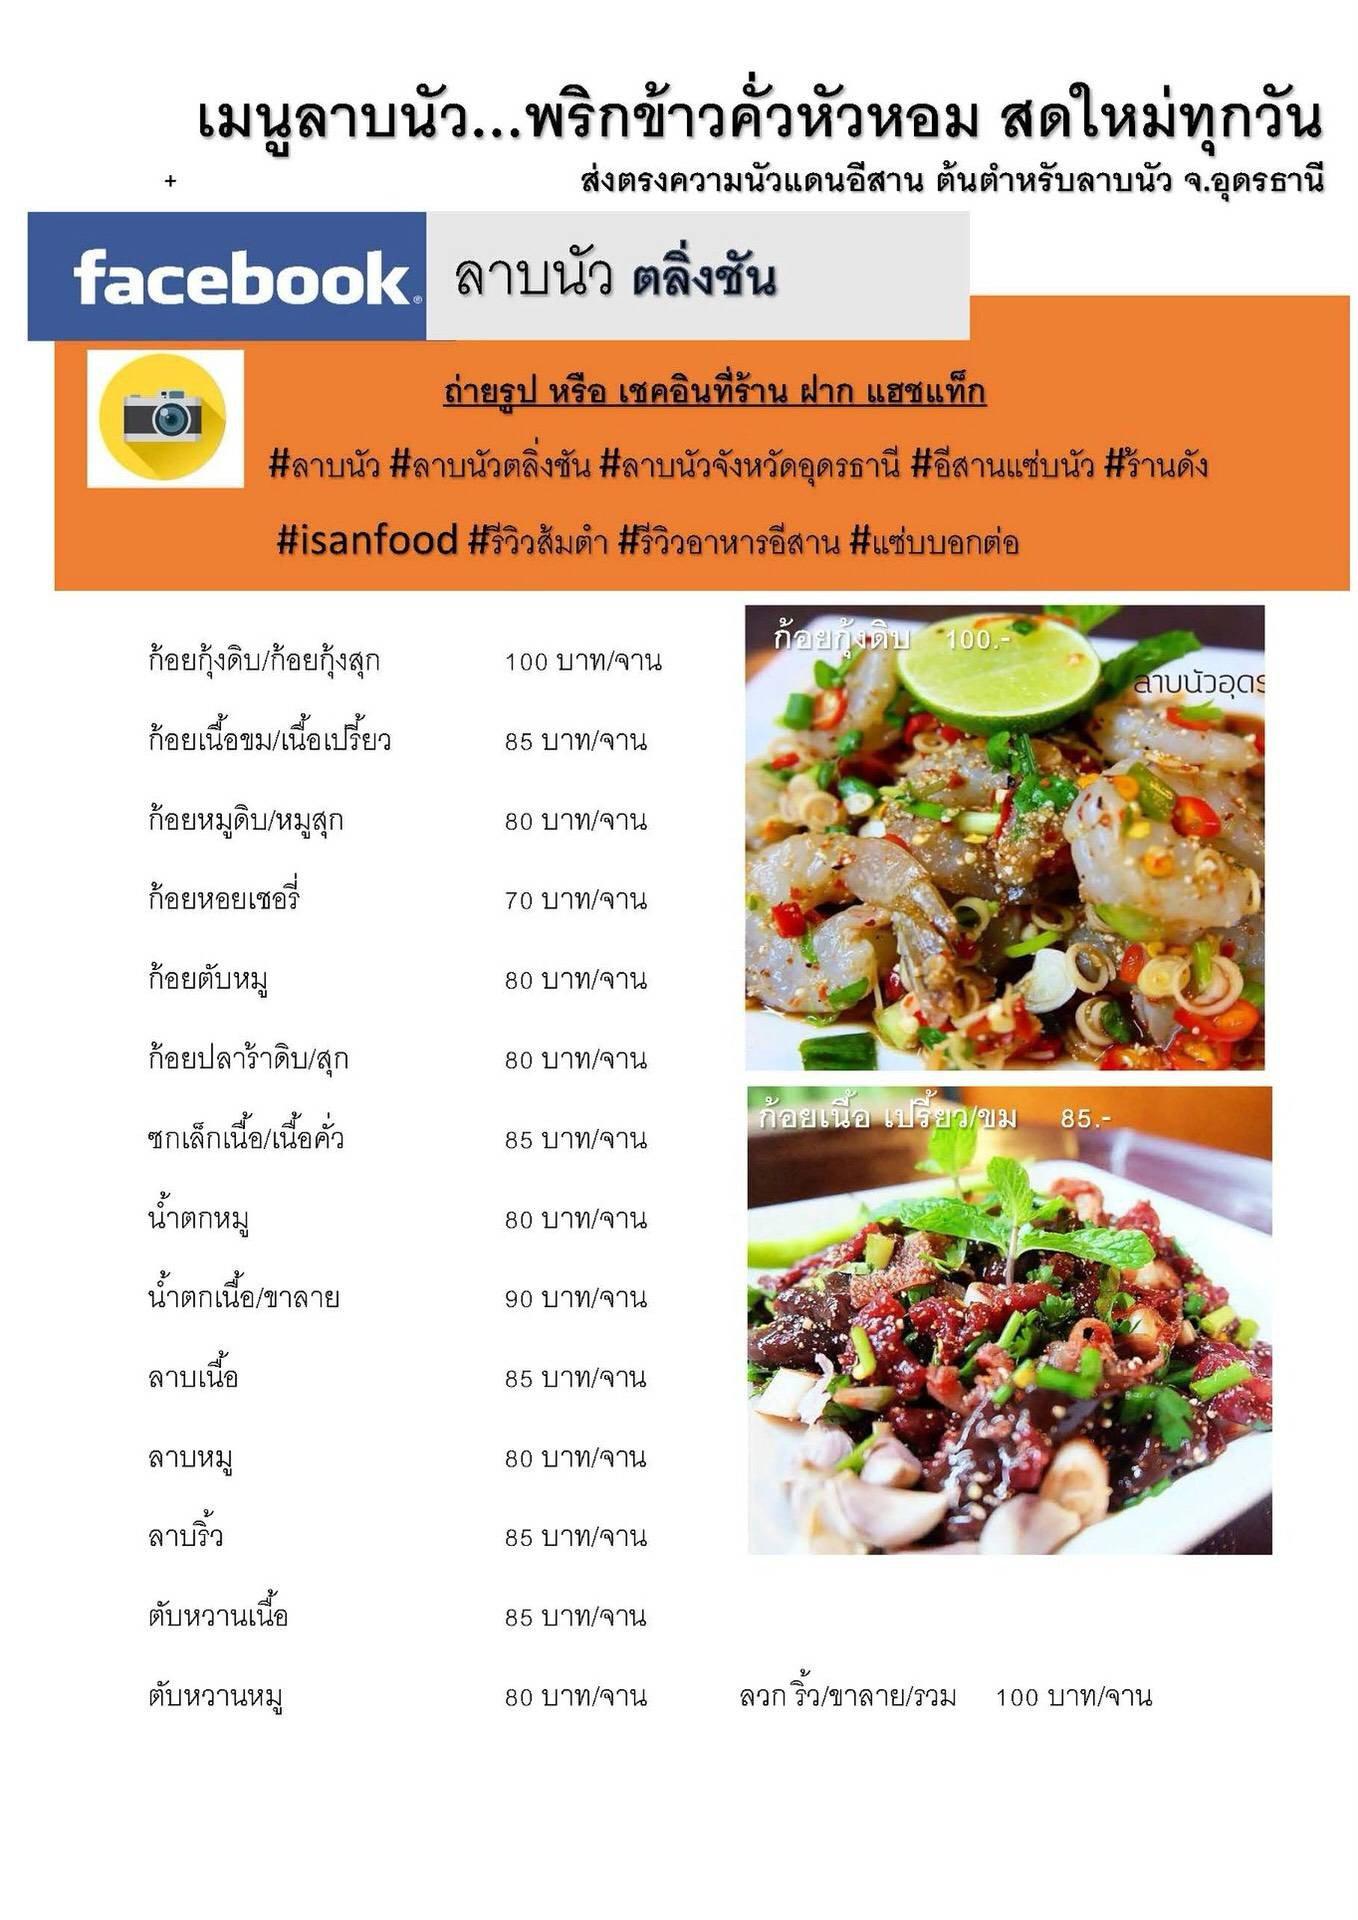 เมนูลาบนัว...พริกข้าวคั่วหัวหอม สดใหม่ทุกวัน
+ ส่งตรงความนัวแดนอีสาน ต้นตำหรับลาบนัว จ.อุดรธานี
facebook® ลาบนัว ตลิ่งชัน
ถ่ายรูป หรือ เชคอินที่ร้าน ฝาก แฮชแท็ก
#ลาบนัว #ลาบนัวตลิ่งชัน #ลาบนัวจังหวัดอุดรธานี #อีสานแซ่บนัว #ร้านดัง
#isanfood #รีวิวส้มตำ #รีวิวอาหารอีสาน #แซ่บบอกต่อ
ก้อยกุ้งดิบ 100.-
ลาบนัวอุดร
ก้อยกุ้งดิบ/ก้อยกุ้งสุก 100 บาท/จาน
ก้อยเนื้อขม/เนื้อเปรี้ยว 85 บาท/จาน
ก้อยหมูดิบ/หมูสุก 80 บาท/จาน
ก้อยหอยเชอรี่ 70 บาท/จาน
ก้อยตับหมู 80 บาท/จาน
ก้อยปลาร้าดิบ/สุก 80 บาท/จาน
ก้อยเนื้อ เปรี้ยว/ขม 85.-
ซกเล็กเนื้อ/เนื้อคั่ว 85 บาท/จาน
น้ำตกหมู 80 บาท/จาน
น้ำตกเนื้อ/ขาลาย 90 บาท/จาน
ลาบเนื้อ 85 บาท/จาน
ลาบหมู 80 บาท/จาน
ลาบริ้ว 85 บาท/จาน
ตับหวานเนื้อ 85 บาท/จาน
ตับหวานหมู 80 บาท/จาน ลวก ริ้ว/ขาลาย/รวม 100 บาท/จาน